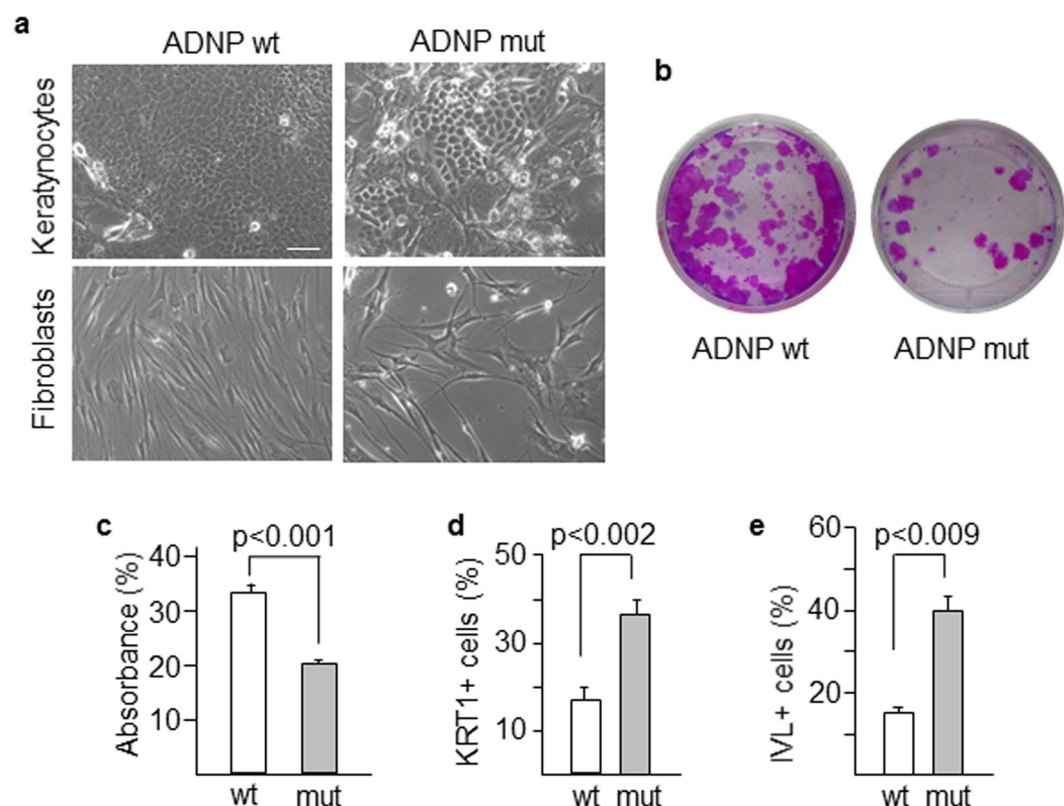 a
ADNP wt
ADNP mut
Keratynocytes
Fibroblasts
b
ADNP wt
ADNP mut
c
p<0.001
Absorbance (%)
40
30
20
10
wt
mut
d
p<0.002
KRT1+ cells (%)
50
30
10
wt
mut
e
p<0.009
IVL+ cells (%)
60
40
20
wt
mut